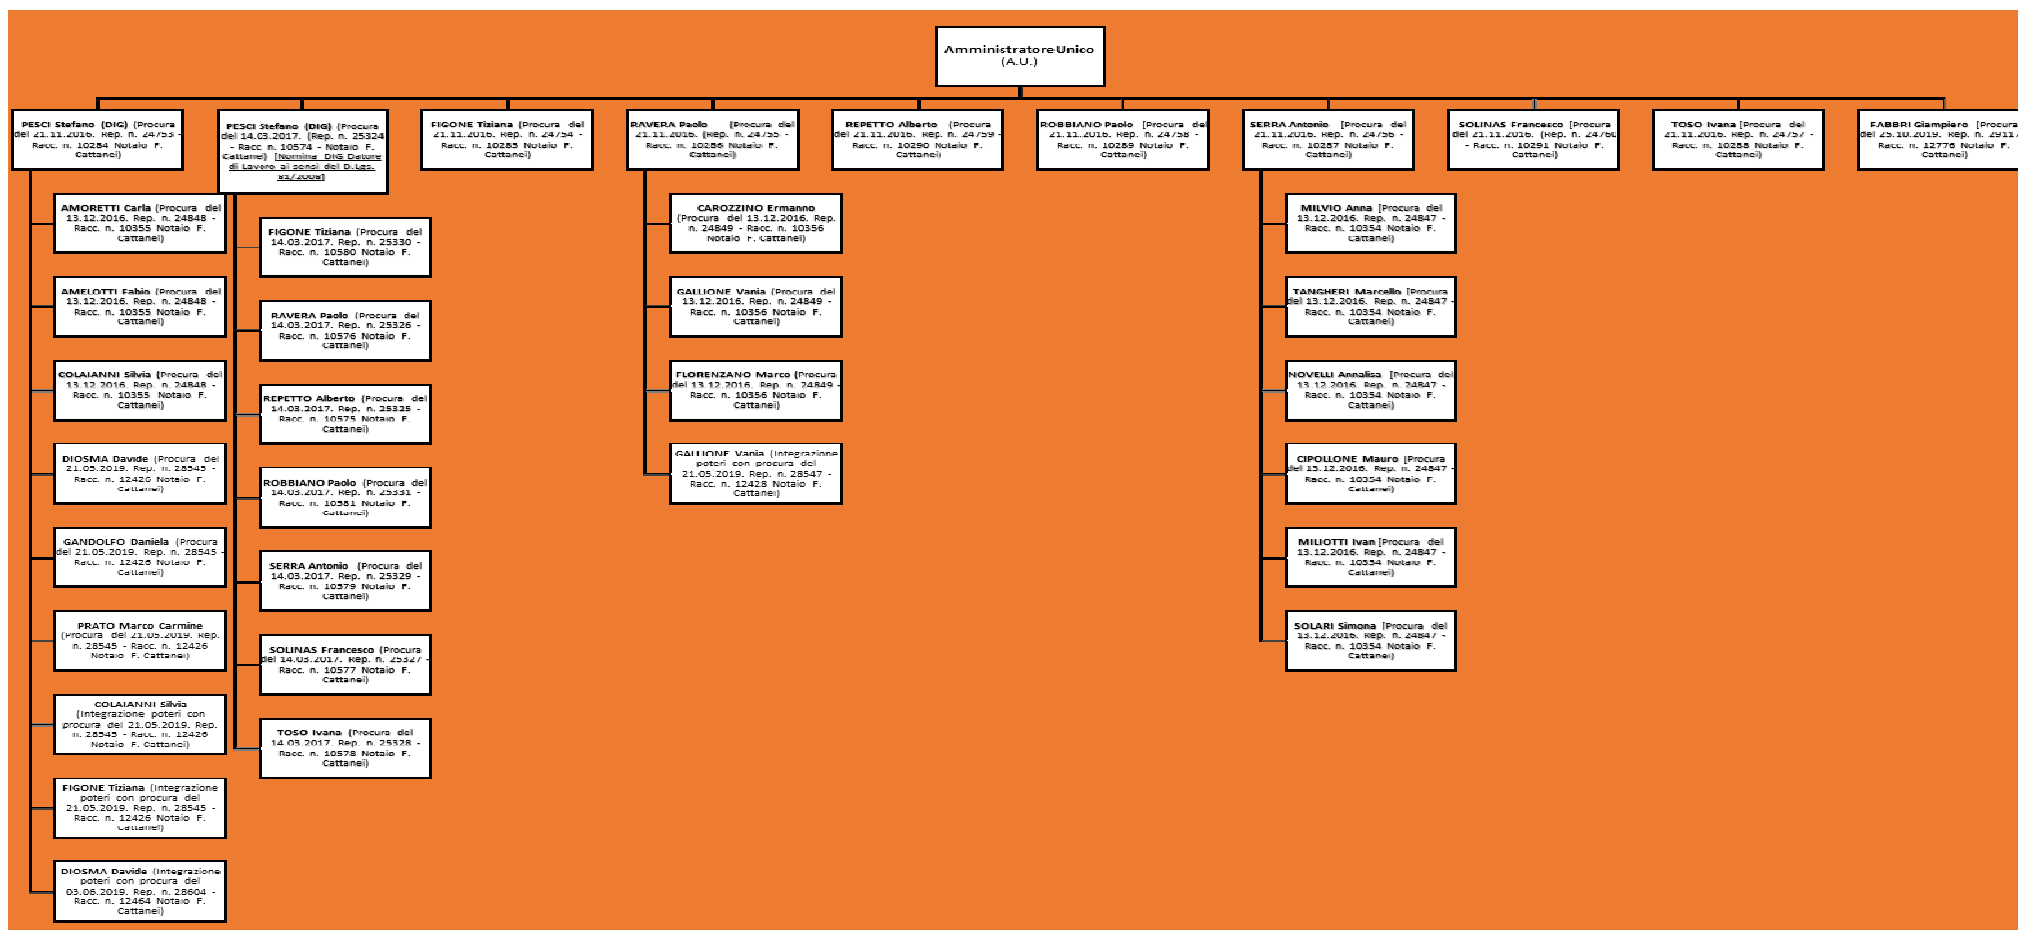 Amministratore Unico
(A.U.)
PESCI Stefano (DIG) (Procura
del 21.11.2016. Rep. n. 24753 -
Racc. n. 10284 Notaio F.
Cattanei)
PESCI Stefano (DIG) (Procura
del 14.03.2017. (Rep. n. 25324
- Racc. n. 10574 - Notaio F.
Cattanei) [Nomina DIG Datore
di Lavoro ai sensi del D.Lgs.
81/2008]
FIGONE Tiziana (Procura del
21.11.2016. Rep. n. 24754 -
Racc. n. 10285 Notaio F.
Cattanei)
RAVERA Paolo (Procura del
21.11.2016. (Rep. n. 24755 -
Racc. n. 10286 Notaio F.
Cattanei)
REPETTO Alberto (Procura
del 21.11.2016. Rep. n. 24759 -
Racc. n. 10290 Notaio F.
Cattanei)
ROBBIANO Paolo [Procura del
21.11.2016. Rep. n. 24758 -
Racc. n. 10289 Notaio F.
Cattanei)
SERRA Antonio [Procura del
21.11.2016. Rep. n. 24756 -
Racc. n. 10287 Notaio F.
Cattanei)
SOLINAS Francesco [Procura
del 21.11.2016. (Rep. n. 24760
- Racc. n. 10291 Notaio F.
Cattanei)
TOSO Ivana [Procura del
21.11.2016. Rep. n. 24757 -
Racc. n. 10288 Notaio F.
Cattanei)
FABBRI Giampiero [Procura
del 25.10.2019. Rep. n. 29117
Racc. n. 12776 Notaio F.
Cattanei)
AMORETTI Carla (Procura del
13.12.2016. Rep. n. 24848 -
Racc. n. 10355 Notaio F.
Cattanei)
AMELOTTI Fabio (Procura del
13.12.2016. Rep. n. 24848 -
Racc. n. 10355 Notaio F.
Cattanei)
COLAIANNI Silvia (Procura del
13.12.2016. Rep. n. 24848 -
Racc. n. 10355 Notaio F.
Cattanei)
DIOSMA Davide (Procura del
21.05.2019. Rep. n. 28545 -
Racc. n. 12426 Notaio F.
Cattanei)
GANDOLFO Daniela (Procura
del 21.05.2019. Rep. n. 28545 -
Racc. n. 12426 Notaio F.
Cattanei)
PRATO Marco Carmine
(Procura del 21.05.2019. Rep.
n. 28545 - Racc. n. 12426
Notaio F. Cattanei)
COLAIANNI Silvia
(Integrazione poteri con
procura del 21.05.2019. Rep.
n. 28545 - Racc. n. 12426
Notaio F. Cattanei)
FIGONE Tiziana (Integrazione
poteri con procura del
21.05.2019. Rep. n. 28545 -
Racc. n. 12426 Notaio F.
Cattanei)
DIOSMA Davide (Integrazione
poteri con procura del
03.06.2019. Rep. n. 28604 -
Racc. n. 12464 Notaio F.
Cattanei)
FIGONE Tiziana (Procura del
14.03.2017. Rep. n. 25330 -
Racc. n. 10580 Notaio F.
Cattanei)
RAVERA Paolo (Procura del
14.03.2017. Rep. n. 25326 -
Racc. n. 10576 Notaio F.
Cattanei)
REPETTO Alberto (Procura del
14.03.2017. Rep. n. 25325 -
Racc. n. 10575 Notaio F.
Cattanei)
ROBBIANO Paolo (Procura del
14.03.2017. Rep. n. 25331 -
Racc. n. 10581 Notaio F.
Cattanei)
SERRA Antonio (Procura del
14.03.2017. Rep. n. 25329 -
Racc. n. 10579 Notaio F.
Cattanei)
SOLINAS Francesco (Procura
del 14.03.2017. Rep. n. 25327 -
Racc. n. 10577 Notaio F.
Cattanei)
TOSO Ivana (Procura del
14.03.2017. Rep. n. 25328 -
Racc. n. 10578 Notaio F.
Cattanei)
CAROZZINO Ermanno
(Procura del 13.12.2016. Rep.
n. 24849 - Racc. n. 10356
Notaio F. Cattanei)
GALLIONE Vania (Procura del
13.12.2016. Rep. n. 24849 -
Racc. n. 10356 Notaio F.
Cattanei)
FLORENZANO Marco (Procura
del 13.12.2016. Rep. n. 24849 -
Racc. n. 10356 Notaio F.
Cattanei)
GALLIONE Vania (Integrazione
poteri con procura del
21.05.2019. Rep. n. 28547 -
Racc. n. 12428 Notaio F.
Cattanei)
MILVIO Anna [Procura del
13.12.2016. Rep. n. 24847 -
Racc. n. 10354 Notaio F.
Cattanei)
TANGHERI Marcello [Procura
del 13.12.2016. Rep. n. 24847 -
Racc. n. 10354 Notaio F.
Cattanei)
NOVELLI Annalisa [Procura del
13.12.2016. Rep. n. 24847 -
Racc. n. 10354 Notaio F.
Cattanei)
CIPOLLONE Mauro [Procura
del 13.12.2016. Rep. n. 24847 -
Racc. n. 10354 Notaio F.
Cattanei)
MILIOTTI Ivan [Procura del
13.12.2016. Rep. n. 24847 -
Racc. n. 10354 Notaio F.
Cattanei)
SOLARI Simona [Procura del
13.12.2016. Rep. n. 24847 -
Racc. n. 10354 Notaio F.
Cattanei)